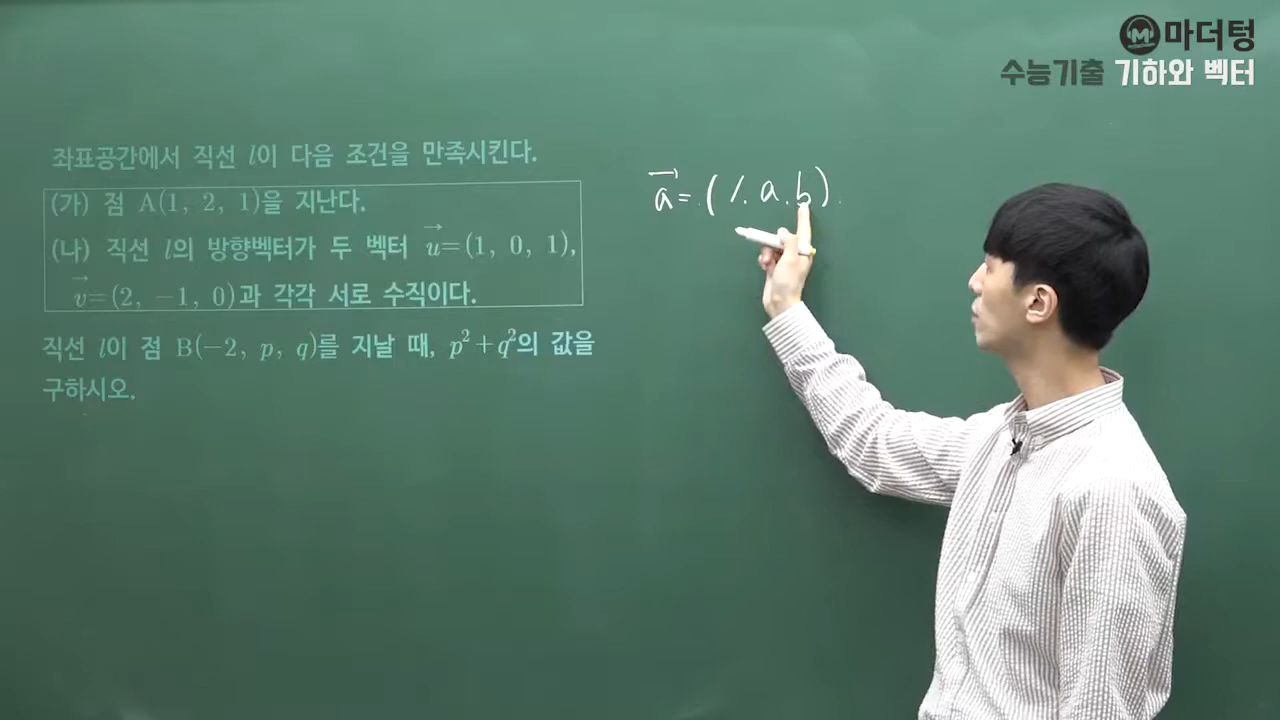 마더텅
수능기출 기하와 벡터
좌표공간에서 직선 l이 다음 조건을 만족시킨다.
(가) 점 A(1, 2, 1)을 지난다.
(나) 직선 l의 방향벡터가 두 벡터 u⃗=(1, 0, 1),
v⃗=(2, −1, 0)과 각각 서로 수직이다.
직선 l이 점 B(−2, p, q)를 지날 때, p²+q²의 값을
구하시오.
a⃗=(1, a, b)